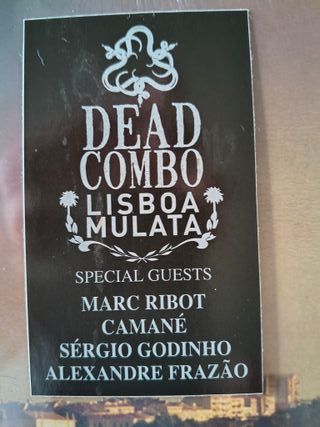 DEAD
COMBO
LISBOA
MULATA
SPECIAL GUESTS
MARC RIBOT
CAMANÉ
SÉRGIO GODINHO
ALEXANDRE FRAZÃO